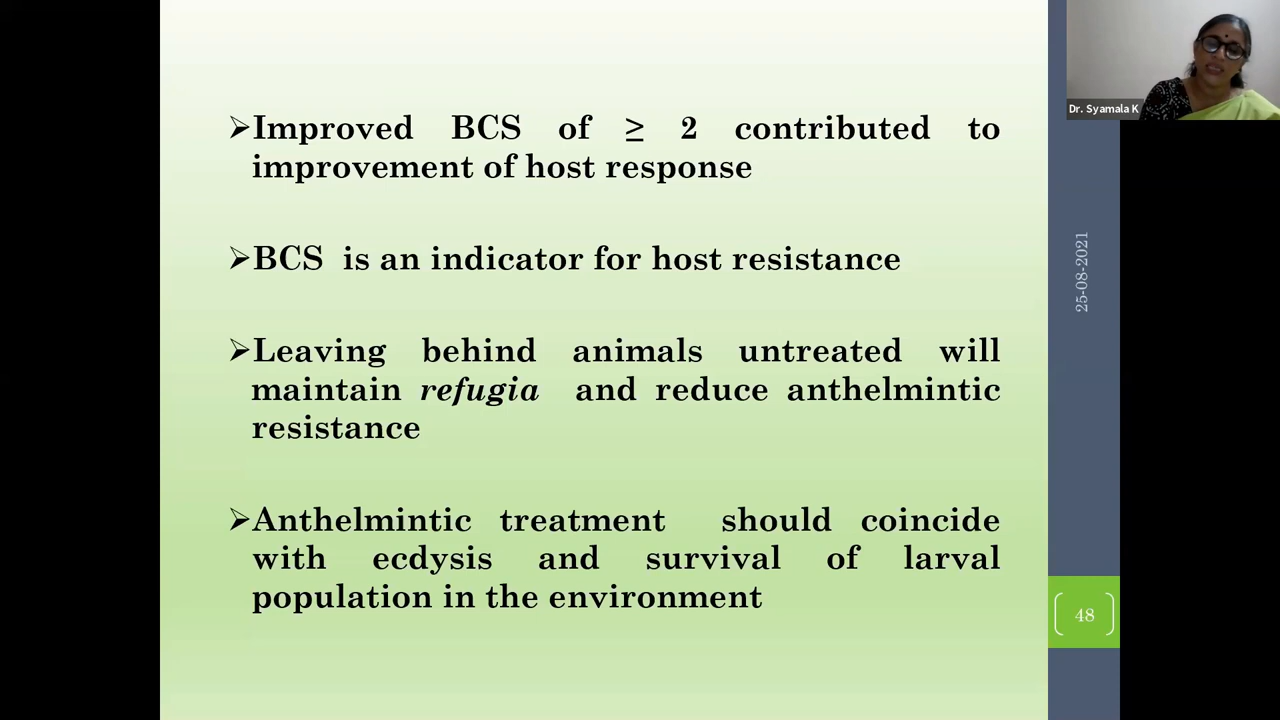 ➢Improved BCS of ≥ 2 contributed to
improvement of host response
➢BCS is an indicator for host resistance
➢Leaving behind animals untreated will
maintain refugia and reduce anthelmintic
resistance
➢Anthelmintic treatment should coincide
with ecdysis and survival of larval
population in the environment
Dr. Syamala K
25-08-2021
48